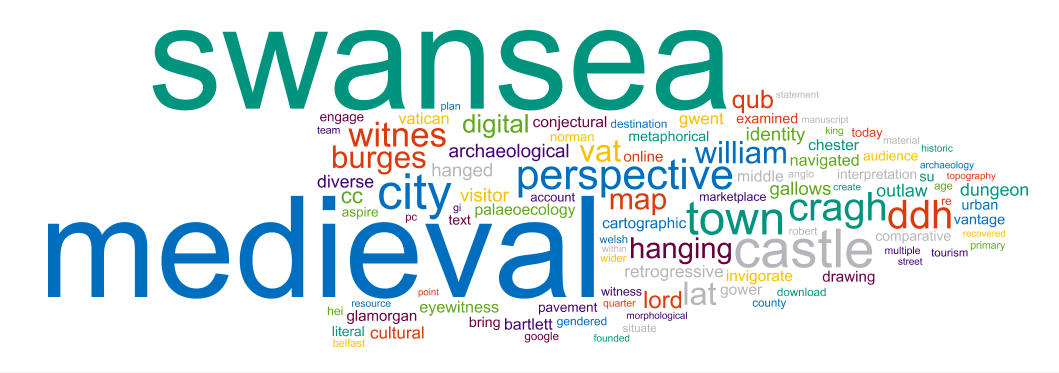 swansea
qub
statement
plan
engage
vatican
digital
conjectural
destination
gwent
examined
manuscript
team
witnes
norman
metaphorical
identity
king
today
burges
archaeological
vat
online
william
chester
material
historic
hanged
navigated
audience
archaeology
diverse
city
perspective
middle
anglo
interpretation
su
topography
cc
visitor
account
map
marketplace
gallows
create
outlaw
age
dungeon
aspire
pc
gi
text
palaeoecology
cartographic
town
cragh
ddh
re
urban
vantage
medieval
welsh
within
wider
hanging
robert
castle
comparative
recovered
primary
multiple
street
tourism
retrogressive
invigorate
drawing
point
witness
lord
lat
gower
download
resource
quarter
county
hei
glamorgan
eyewitness
pavement
morphological
literal
cultural
bring
bartlett
gendered
situate
belfast
google
founded